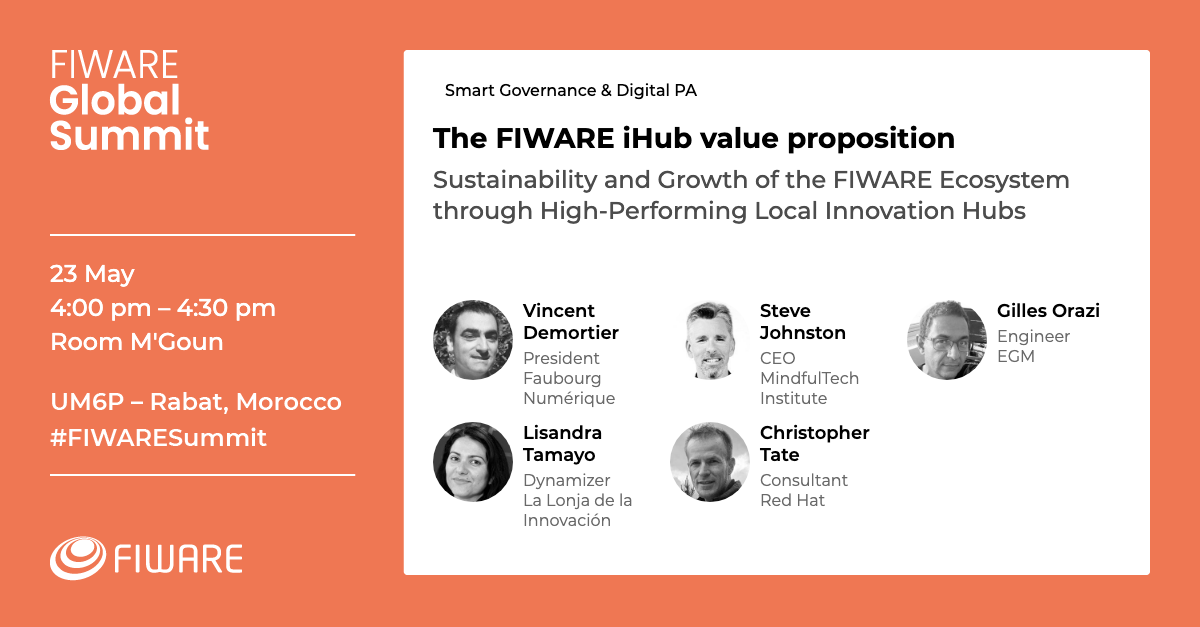 FIWARE
Global
Summit
23 May
4:00 pm – 4:30 pm
Room M'Goun
UM6P – Rabat, Morocco
#FIWARESummit
FIWARE
Smart Governance & Digital PA
The FIWARE iHub value proposition
Sustainability and Growth of the FIWARE Ecosystem
through High-Performing Local Innovation Hubs
Vincent
Demortier
President
Faubourg
Numérique
Steve
Johnston
CEO
MindfulTech
Institute
Gilles Orazi
Engineer
EGM
Lisandra
Tamayo
Dynamizer
La Lonja de la
Innovación
Christopher
Tate
Consultant
Red Hat